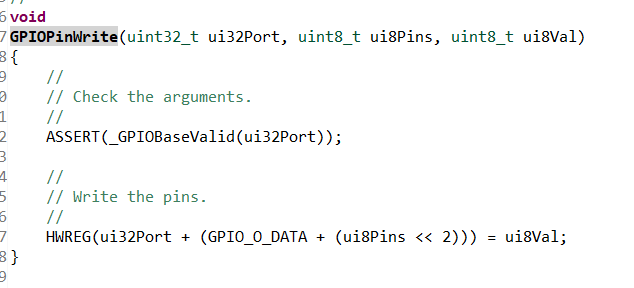 //
6 void
7 GPIOPinWrite(uint32_t ui32Port, uint8_t ui8Pins, uint8_t ui8Val)
8 {
9     //
0     // Check the arguments.
1     //
2     ASSERT(_GPIOBaseValid(ui32Port));
3
4     //
5     // Write the pins.
6     //
7     HWREG(ui32Port + (GPIO_O_DATA + (ui8Pins << 2))) = ui8Val;
8 }
9